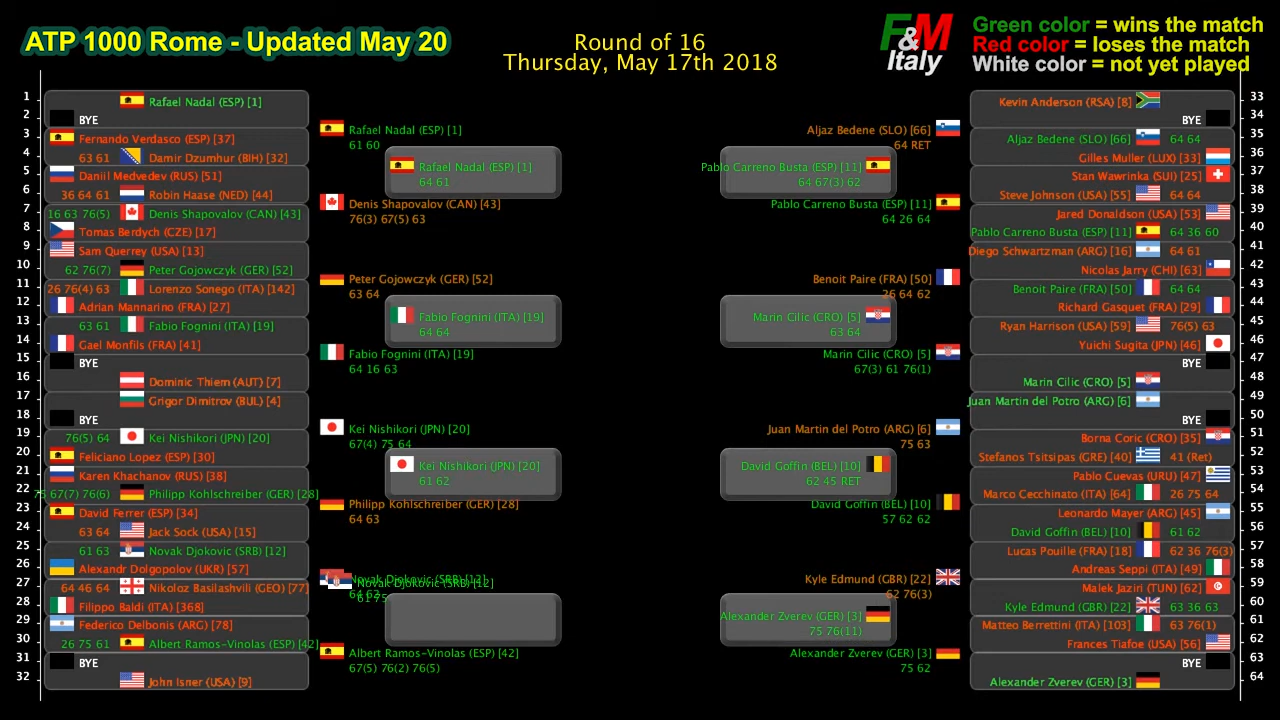 ATP 1000 Rome - Updated May 20
Round of 16
Thursday, May 17th 2018
F&M
Italy
Green color = wins the match
Red color = loses the match
White color = not yet played
1
Rafael Nadal (ESP) [1]
2
BYE
3
Fernando Verdasco (ESP) [37]
4
63 61 Damir Dzumhur (BIH) [32]
5
Daniil Medvedev (RUS) [51]
6
36 64 61 Robin Haase (NED) [44]
7
16 63 76(5) Denis Shapovalov (CAN) [43]
8
Tomas Berdych (CZE) [17]
9
Sam Querrey (USA) [13]
10
62 76(7) Peter Gojowczyk (GER) [52]
11
26 76(4) 63 Lorenzo Sonego (ITA) [142]
12
Adrian Mannarino (FRA) [27]
13
63 61 Fabio Fognini (ITA) [19]
14
Gael Monfils (FRA) [41]
15
BYE
16
Dominic Thiem (AUT) [7]
17
Grigor Dimitrov (BUL) [4]
18
BYE
19
76(5) 64 Kei Nishikori (JPN) [20]
20
Feliciano Lopez (ESP) [30]
21
Karen Khachanov (RUS) [38]
22
75 67(7) 76(6) Philipp Kohlschreiber (GER) [28]
23
David Ferrer (ESP) [34]
24
63 64 Jack Sock (USA) [15]
25
61 63 Novak Djokovic (SRB) [12]
26
Alexandr Dolgopolov (UKR) [57]
27
64 46 64 Nikoloz Basilashvili (GEO) [77]
28
Filippo Baldi (ITA) [368]
29
Federico Delbonis (ARG) [78]
30
26 75 61 Albert Ramos-Vinolas (ESP) [42]
31
BYE
32
John Isner (USA) [9]
Rafael Nadal (ESP) [1]
61 60
Rafael Nadal (ESP) [1]
64 61
Denis Shapovalov (CAN) [43]
76(3) 67(5) 63
Peter Gojowczyk (GER) [52]
63 64
Fabio Fognini (ITA) [19]
64 64
Fabio Fognini (ITA) [19]
64 16 63
Kei Nishikori (JPN) [20]
67(4) 75 64
Kei Nishikori (JPN) [20]
61 62
Philipp Kohlschreiber (GER) [28]
64 63
Novak Djokovic (SRB) [12]
Novak Djokovic (SRB) [12]
64 62
61 75
Albert Ramos-Vinolas (ESP) [42]
67(5) 76(2) 76(5)
Aljaz Bedene (SLO) [66]
64 RET
Pablo Carreno Busta (ESP) [11]
64 67(3) 62
Pablo Carreno Busta (ESP) [11]
64 26 64
Benoit Paire (FRA) [50]
26 64 62
Marin Cilic (CRO) [5]
63 64
Marin Cilic (CRO) [5]
67(3) 61 76(1)
Juan Martin del Potro (ARG) [6]
75 63
David Goffin (BEL) [10]
62 45 RET
David Goffin (BEL) [10]
57 62 62
Kyle Edmund (GBR) [22]
62 76(3)
Alexander Zverev (GER) [3]
75 76(11)
Alexander Zverev (GER) [3]
75 62
Kevin Anderson (RSA) [8]
33
BYE
34
Aljaz Bedene (SLO) [66] 64 64
35
Gilles Muller (LUX) [33]
36
Stan Wawrinka (SUI) [25]
37
Steve Johnson (USA) [55] 64 64
38
Jared Donaldson (USA) [53]
39
Pablo Carreno Busta (ESP) [11] 64 36 60
40
Diego Schwartzman (ARG) [16] 64 61
41
Nicolas Jarry (CHI) [63]
42
Benoit Paire (FRA) [50] 64 64
43
Richard Gasquet (FRA) [29]
44
Ryan Harrison (USA) [59] 76(5) 63
45
Yuichi Sugita (JPN) [46]
46
BYE
47
Marin Cilic (CRO) [5]
48
Juan Martin del Potro (ARG) [6]
49
BYE
50
Borna Coric (CRO) [35]
51
Stefanos Tsitsipas (GRE) [40] 41 (Ret)
52
Pablo Cuevas (URU) [47]
53
Marco Cecchinato (ITA) [64] 26 75 64
54
Leonardo Mayer (ARG) [45]
55
David Goffin (BEL) [10] 61 62
56
Lucas Pouille (FRA) [18] 62 36 76(3)
57
Andreas Seppi (ITA) [49]
58
Malek Jaziri (TUN) [62]
59
Kyle Edmund (GBR) [22] 63 36 63
60
Matteo Berrettini (ITA) [103] 63 76(1)
61
Frances Tiafoe (USA) [56]
62
BYE
63
Alexander Zverev (GER) [3]
64